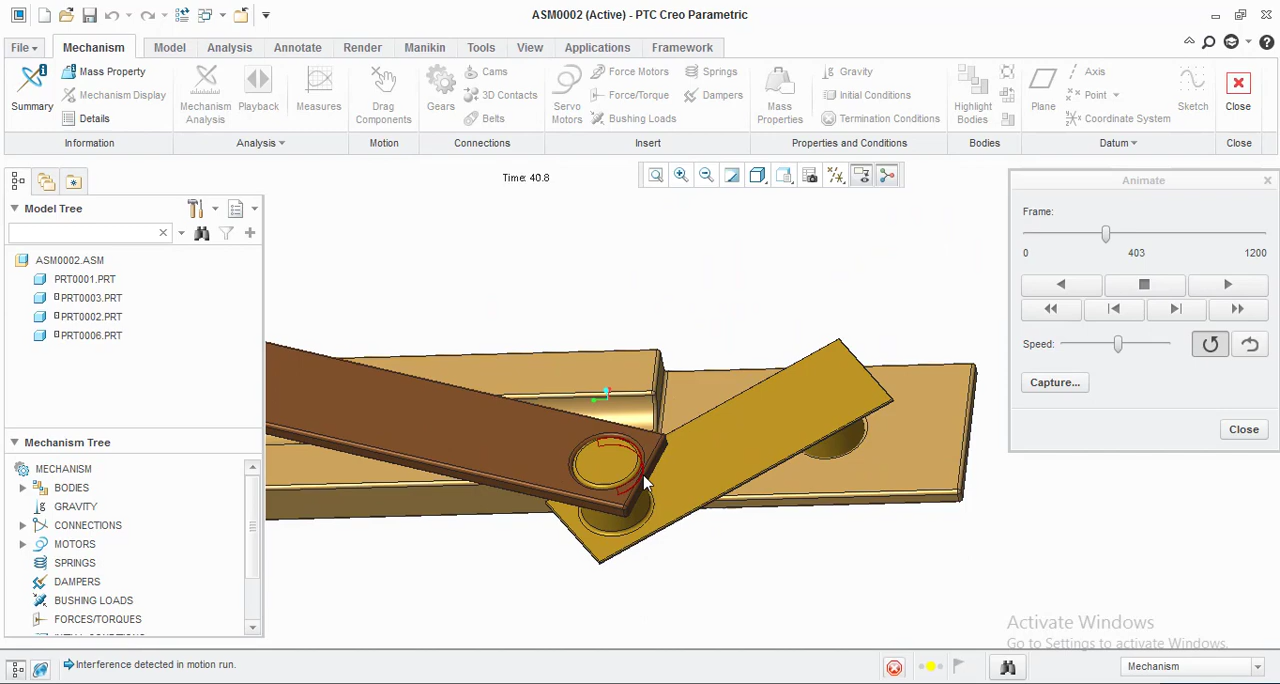 ASM0002 (Active) - PTC Creo Parametric
File
Mechanism
Model
Analysis
Annotate
Render
Manikin
Tools
View
Applications
Framework
Summary
Mass Property
Mechanism Display
Details
Information
Mechanism
Analysis
Playback
Measures
Analysis
Drag
Components
Motion
Gears
Cams
3D Contacts
Belts
Connections
Servo
Motors
Force Motors
Force/Torque
Bushing Loads
Springs
Dampers
Insert
Mass
Properties
Gravity
Initial Conditions
Termination Conditions
Properties and Conditions
Highlight
Bodies
Bodies
Plane
Axis
Point
Coordinate System
Sketch
Datum
Close
Close
Time: 40.8
Model Tree
ASM0002.ASM
PRT0001.PRT
PRT0003.PRT
PRT0002.PRT
PRT0006.PRT
Mechanism Tree
MECHANISM
BODIES
GRAVITY
CONNECTIONS
MOTORS
SPRINGS
DAMPERS
BUSHING LOADS
FORCES/TORQUES
Animate
Frame:
0 403 1200
Speed:
Capture...
Close
Activate Windows
Go to Settings to activate Windows.
Interference detected in motion run.
Mechanism